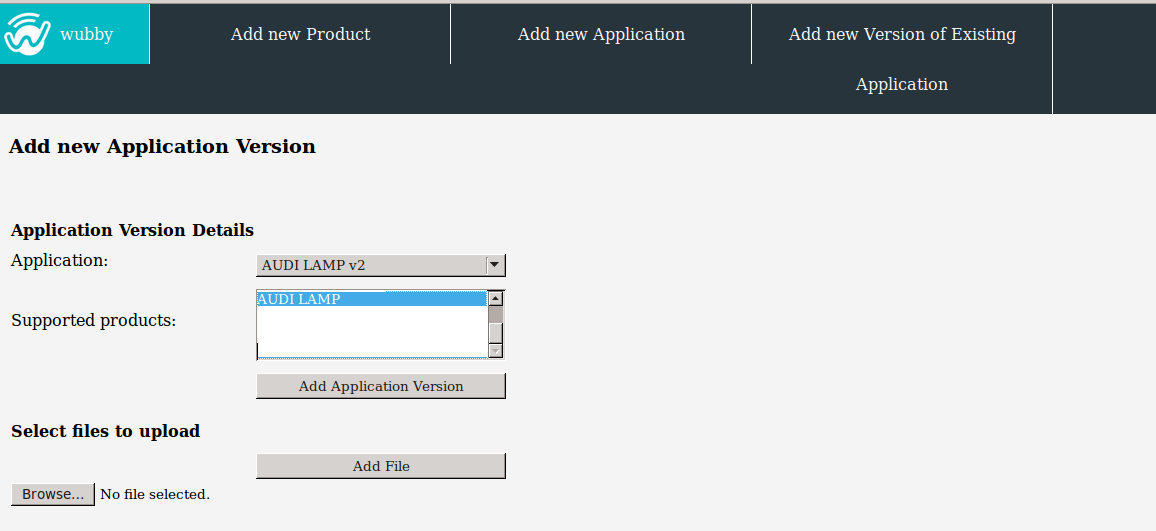 wubby
Add new Product
Add new Application
Add new Version of Existing
Application
Add new Application Version
Application Version Details
Application:
AUDI LAMP v2
AUDI LAMP
Supported products:
Add Application Version
Select files to upload
Add File
Browse... No file selected.